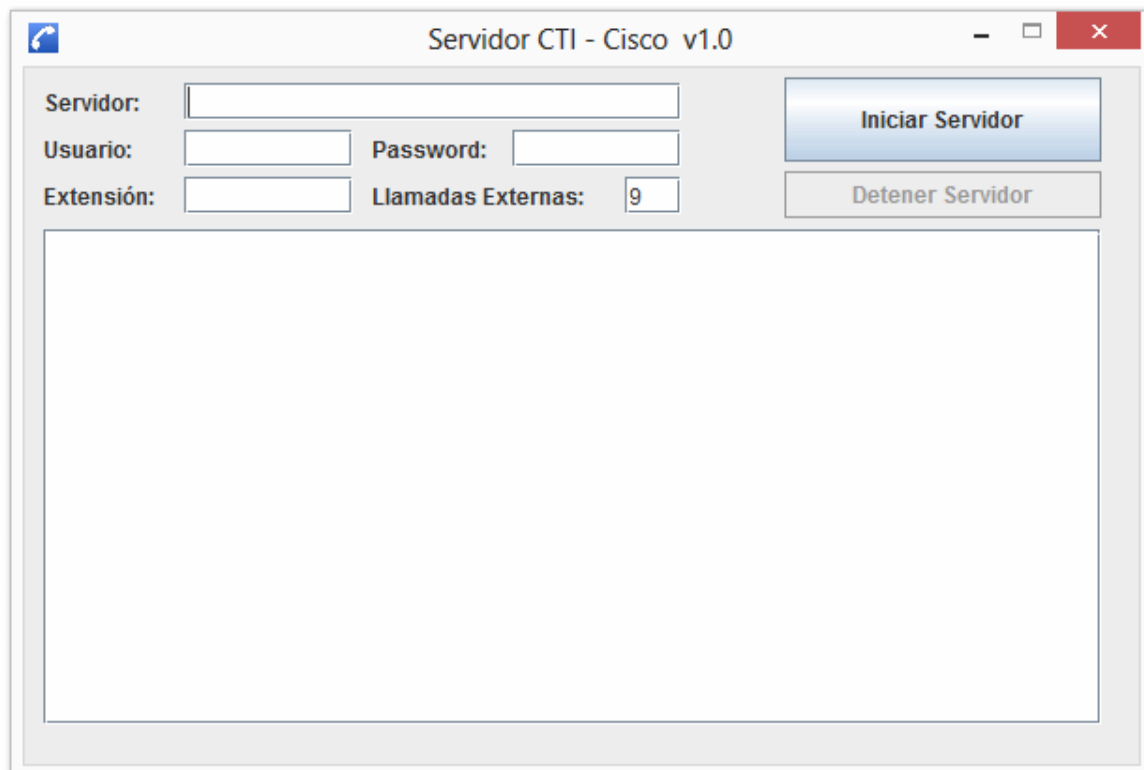 Servidor CTI - Cisco v1.0
Servidor:
Iniciar Servidor
Usuario:
Password:
Extensión:
Llamadas Externas:
9
Detener Servidor